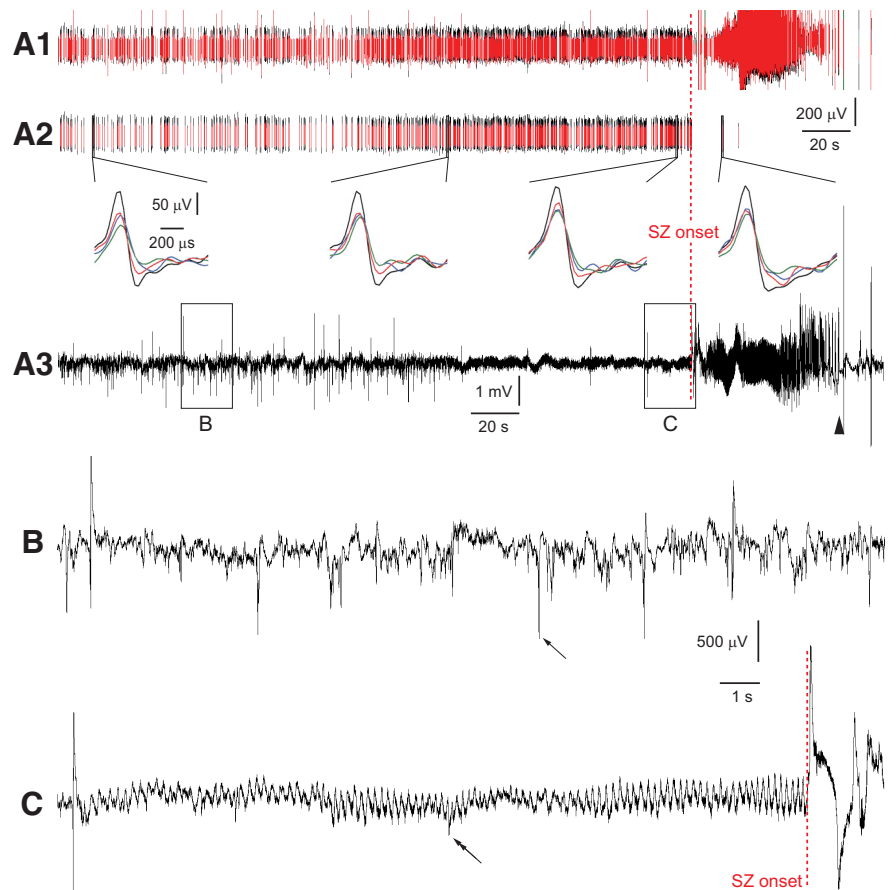 A1
A2
200 µV
20 s
50 µV
200 µs
SZ onset
A3
1 mV
20 s
B
C
B
500 µV
1 s
C
SZ onset